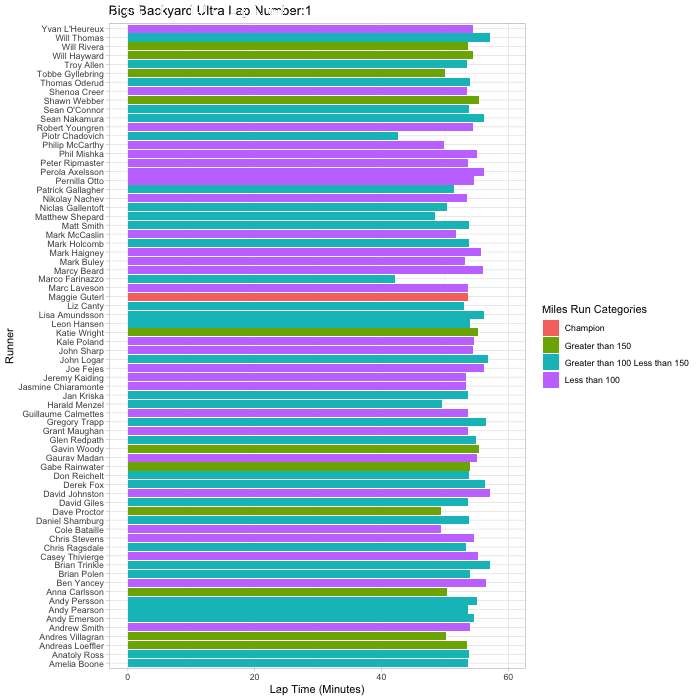 Bigs Backyard Ultra Lap Number:1
Yvan L'Heureux
Will Thomas
Will Rivera
Will Hayward
Troy Allen
Tobbe Gyllebring
Thomas Oderud
Shenoa Creer
Shawn Webber
Sean O'Connor
Sean Nakamura
Robert Youngren
Piotr Chadovich
Philip McCarthy
Phil Mishka
Peter Ripmaster
Perola Axelsson
Pernilla Otto
Patrick Gallagher
Nikolay Nachev
Niclas Gallentoft
Matthew Shepard
Matt Smith
Mark McCaslin
Mark Holcomb
Mark Haigney
Mark Buley
Marcy Beard
Marco Farinazzo
Marc Laveson
Maggie Guterl
Liz Canty
Lisa Amundsson
Leon Hansen
Katie Wright
Kale Poland
John Sharp
John Logar
Joe Fejes
Jeremy Kaiding
Jasmine Chiaramonte
Jan Kriska
Harald Menzel
Guillaume Calmettes
Gregory Trapp
Grant Maughan
Glen Redpath
Gavin Woody
Gaurav Madan
Gabe Rainwater
Don Reichelt
Derek Fox
David Johnston
David Giles
Dave Proctor
Daniel Shamburg
Cole Bataille
Chris Stevens
Chris Ragsdale
Casey Thivierge
Brian Trinkle
Brian Polen
Ben Yancey
Anna Carlsson
Andy Persson
Andy Pearson
Andy Emerson
Andrew Smith
Andres Villagran
Andreas Loeffler
Anatoly Ross
Amelia Boone
Runner
0
20
40
60
Lap Time (Minutes)
Miles Run Categories
Champion
Greater than 150
Greater than 100 Less than 150
Less than 100